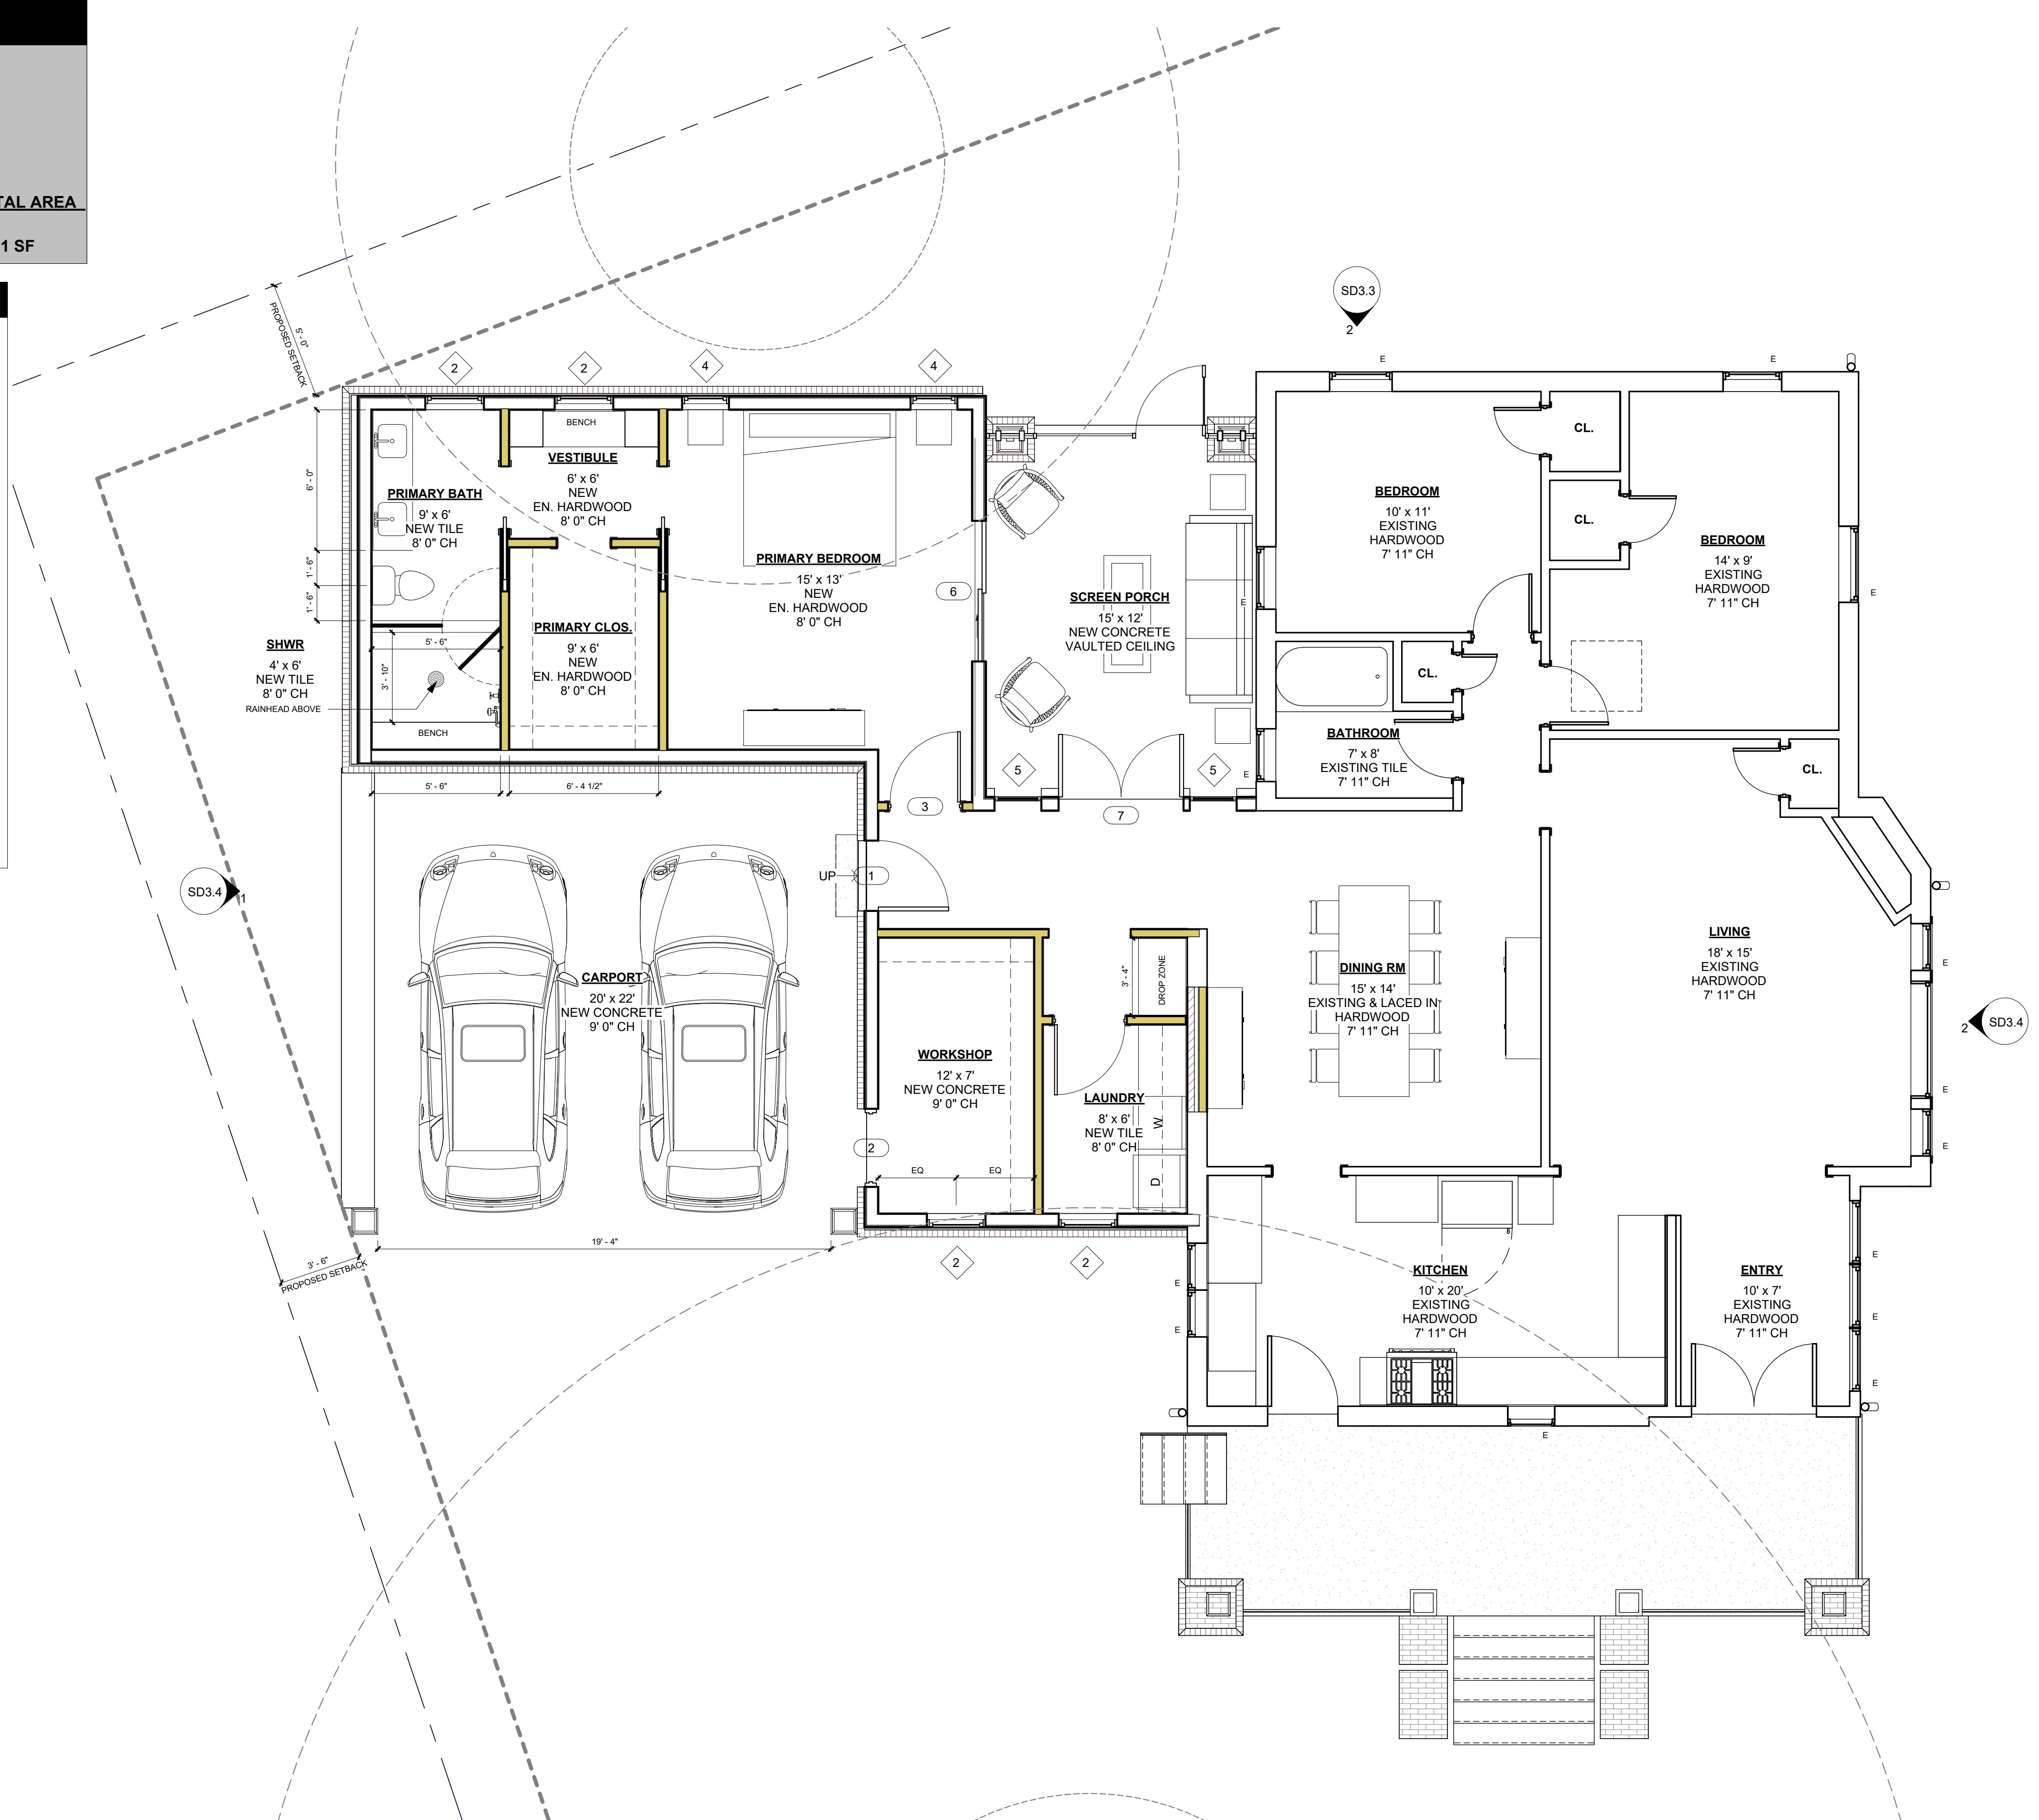 TAL AREA
1 SF
5' - 0"
PROPOSED SETBACK
SD3.3
2
E
E
2
2
4
4
BENCH
VESTIBULE
6' x 6'
NEW
EN. HARDWOOD
8' 0" CH
PRIMARY BATH
9' x 6'
NEW TILE
8' 0" CH
6' - 0"
1' - 6"
1' - 6"
PRIMARY BEDROOM
15' x 13'
NEW
EN. HARDWOOD
8' 0" CH
6
SCREEN PORCH
15' x 12'
NEW CONCRETE
VAULTED CEILING
E
BEDROOM
10' x 11'
EXISTING
HARDWOOD
7' 11" CH
CL.
CL.
BEDROOM
14' x 9'
EXISTING
HARDWOOD
7' 11" CH
E
SHWR
4' x 6'
NEW TILE
8' 0" CH
RAINHEAD ABOVE
5' - 6"
3' - 10"
BENCH
PRIMARY CLOS.
9' x 6'
NEW
EN. HARDWOOD
8' 0" CH
CL.
BATHROOM
7' x 8'
EXISTING TILE
7' 11" CH
E
CL.
5' - 6"
6' - 4 1/2"
5
5
3
7
UP
1
SD3.4
1
CARPORT
20' x 22'
NEW CONCRETE
9' 0" CH
3' - 4"
DROP ZONE
DINING RM
15' x 14'
EXISTING & LACED IN
HARDWOOD
7' 11" CH
LIVING
18' x 15'
EXISTING
HARDWOOD
7' 11" CH
E
E
E
2
SD3.4
WORKSHOP
12' x 7'
NEW CONCRETE
9' 0" CH
LAUNDRY
8' x 6'
NEW TILE
8' 0" CH
W
D
2
EQ
EQ
19' - 4"
3' - 6"
PROPOSED SETBACK
2
2
E
E
KITCHEN
10' x 20'
EXISTING
HARDWOOD
7' 11" CH
ENTRY
10' x 7'
EXISTING
HARDWOOD
7' 11" CH
E
E
E
E